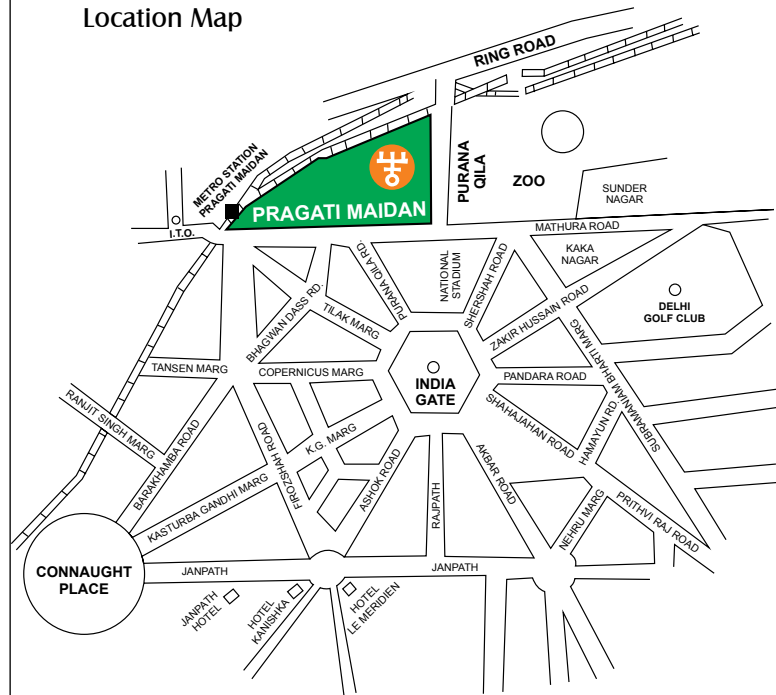 Location Map
RING ROAD
METRO STATION
PRAGATI MAIDAN
PURANA
QILA
ZOO
SUNDER
NAGAR
PRAGATI MAIDAN
I.T.O.
MATHURA ROAD
KAKA
NAGAR
NATIONAL
STADIUM
PURANA QILA RD.
SHERSHAH ROAD
BHAGWAN DASS RD.
TILAK MARG
ZAKIR HUSSAIN ROAD
DELHI
GOLF CLUB
SUBRAMANIAM BHARTI MARG
TANSEN MARG
COPERNICUS MARG
INDIA
GATE
PANDARA ROAD
RANJIT SINGH MARG
BARAKHAMBA ROAD
FIROZSHAH ROAD
K.G. MARG
SHAHAJAHAN ROAD
HAMAYUN RD.
KASTURBA GANDHI MARG
ASHOK ROAD
RAJPATH
AKBAR ROAD
NEHRU MARG
PRITHVI RAJ ROAD
CONNAUGHT
PLACE
JANPATH
JANPATH
JANPATH
HOTEL
HOTEL
KANISHKA
HOTEL
LE MERIDIEN